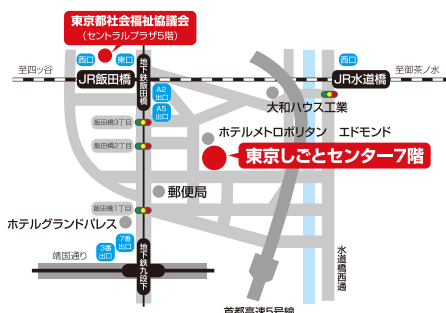 東京都社会福祉協議会
(セントラルプラザ5階)
西口
東口
西口
至四ッ谷
JR飯田橋
地下鉄飯田橋
JR水道橋
至御茶ノ水
A2
出口
A5
出口
大和ハウス工業
飯田橋3丁目
ホテルメトロポリタン エドモンド
飯田橋2丁目
東京しごとセンター7階
郵便局
飯田橋1丁目
ホテルグランドパレス
7番
出口
3番
出口
靖国通り
地下鉄九段下
水道橋西通
首都高速5号線